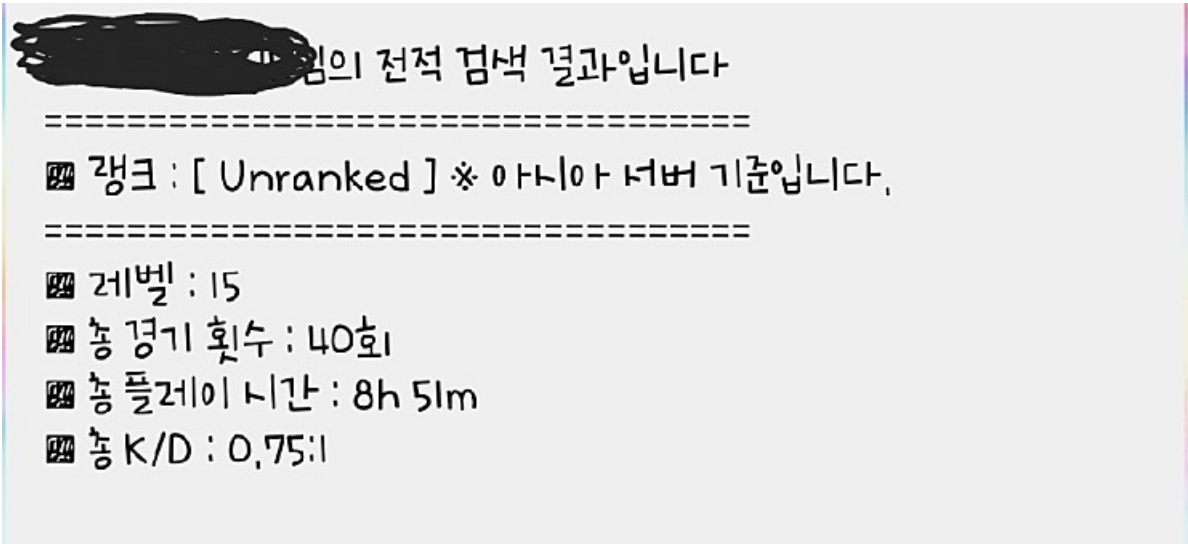 님의 전적 검색 결과입니다
==================================
랭크 : [ Unranked ] ※ 아시아 서버 기준입니다.
==================================
레벨 : 15
총 경기 횟수 : 40회
총 플레이 시간 : 8h 51m
총 K/D : 0.75:1